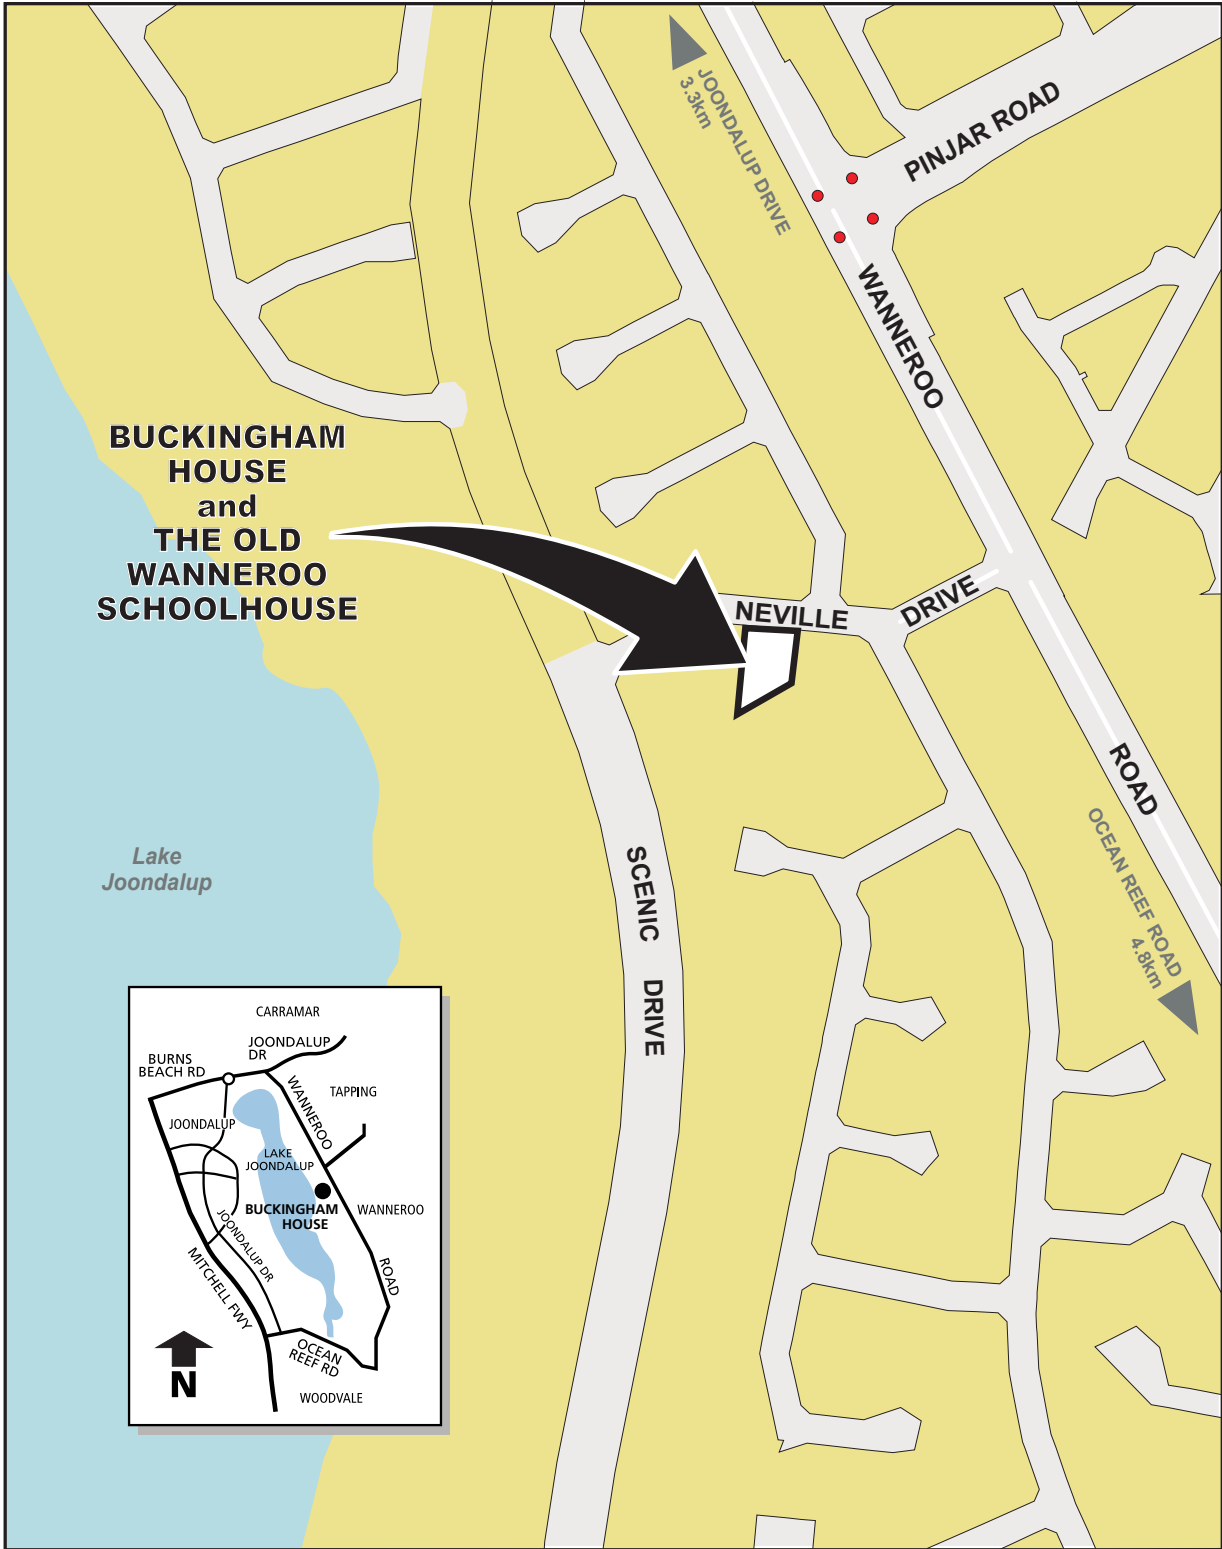 JOONDALUP DRIVE
3.3km
PINJAR ROAD
WANNEROO
BUCKINGHAM
HOUSE
and
THE OLD
WANNEROO
SCHOOLHOUSE
NEVILLE
DRIVE
ROAD
OCEAN REEF ROAD
4.8km
Lake
Joondalup
SCENIC DRIVE
CARRAMAR
JOONDALUP
DR
BURNS
BEACH RD
WANNEROO
TAPPING
JOONDALUP
LAKE
JOONDALUP
BUCKINGHAM
HOUSE
WANNEROO
JOONDALUP DR
ROAD
MITCHELL FWY
OCEAN
REEF RD
N
WOODVALE